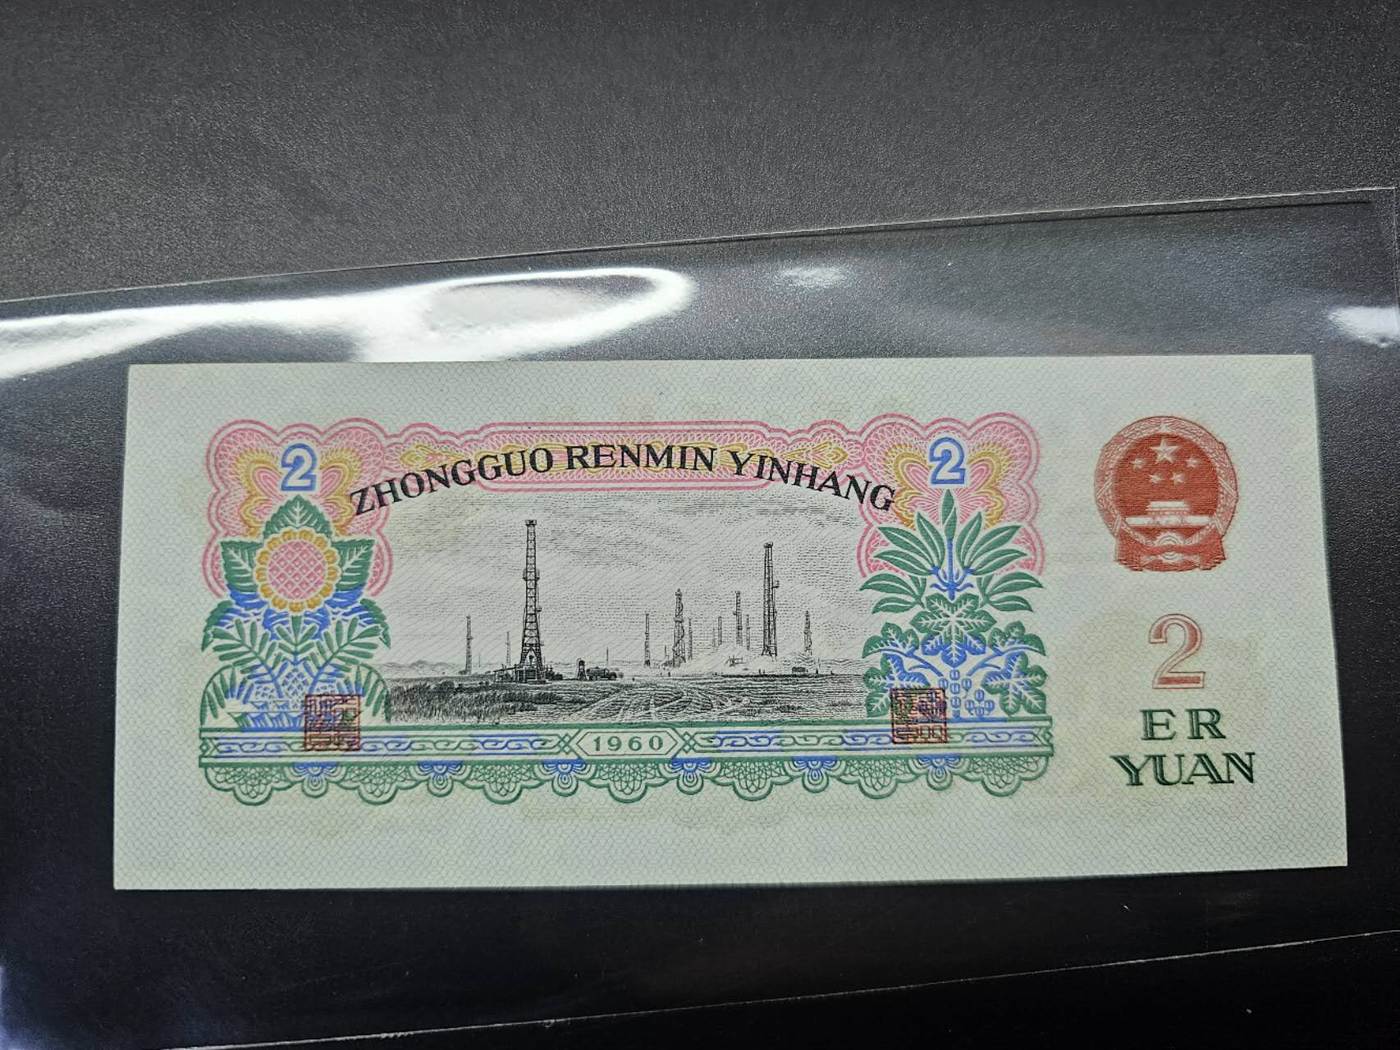 2
2
ZHONGGUO RENMIN YINHANG
1960
2
ER
YUAN